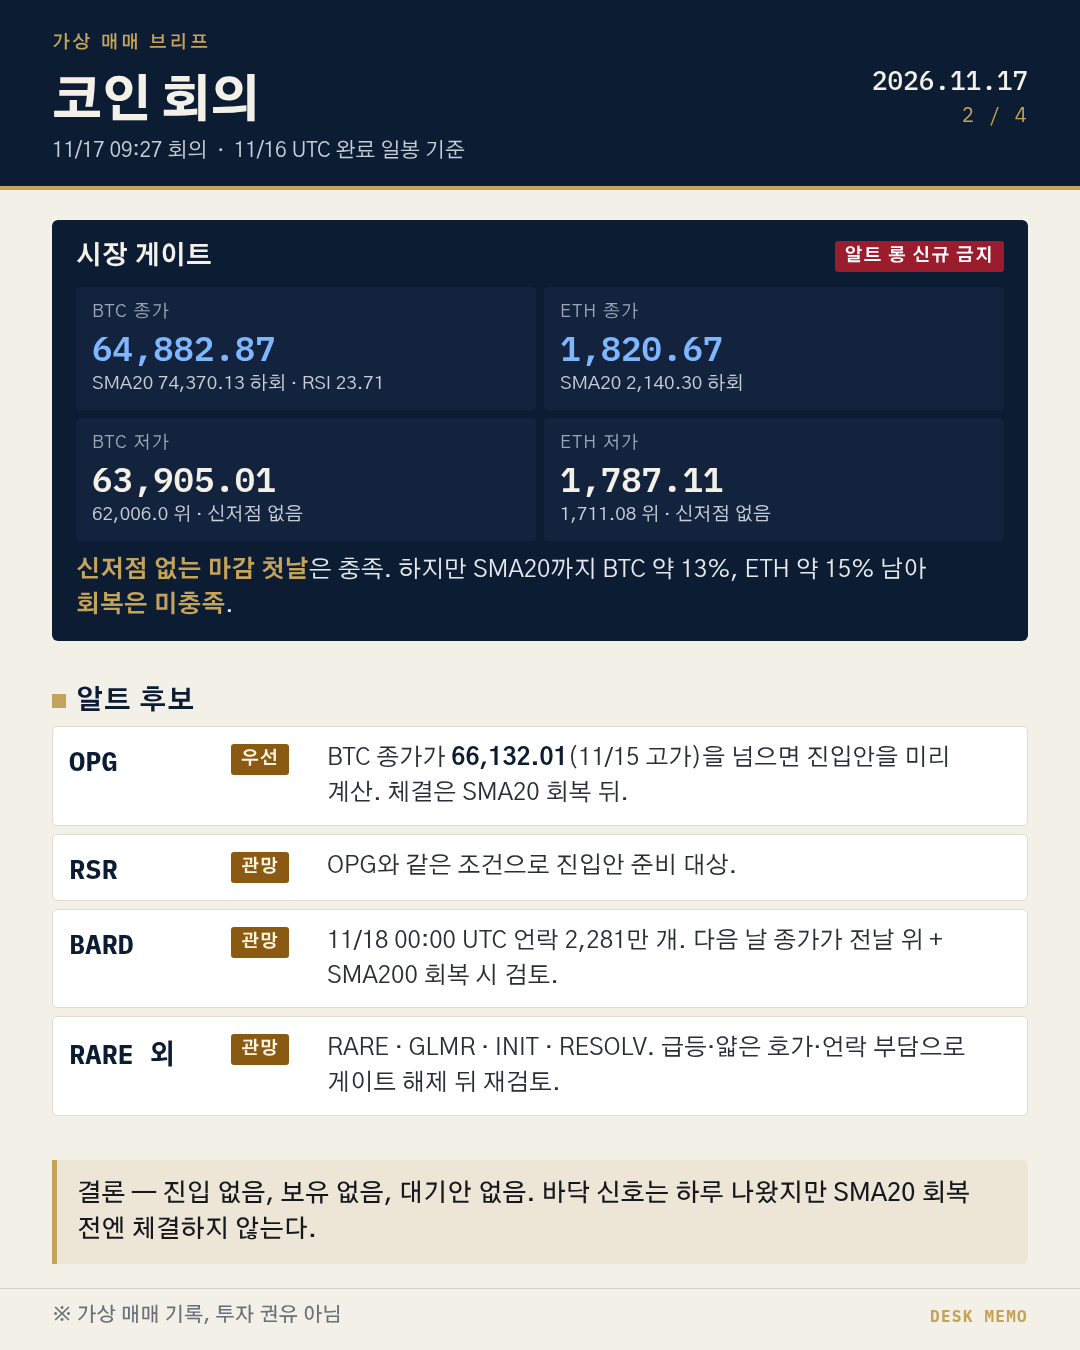 가상 매매 브리프
코인 회의
2026.11.17
2 / 4
11/17 09:27 회의 · 11/16 UTC 완료 일봉 기준
시장 게이트
알트 롱 신규 금지
BTC 종가
64,882.87
SMA20 74,370.13 하회 · RSI 23.71
ETH 종가
1,820.67
SMA20 2,140.30 하회
BTC 저가
63,905.01
62,006.0 위 · 신저점 없음
ETH 저가
1,787.11
1,711.08 위 · 신저점 없음
신저점 없는 마감 첫날은 충족. 하지만 SMA20까지 BTC 약 13%, ETH 약 15% 남아
회복은 미충족.
알트 후보
OPG
우선
BTC 종가가 66,132.01(11/15 고가)을 넘으면 진입안을 미리
계산. 체결은 SMA20 회복 뒤.
RSR
관망
OPG와 같은 조건으로 진입안 준비 대상.
BARD
관망
11/18 00:00 UTC 언락 2,281만 개. 다음 날 종가가 전날 위 +
SMA200 회복 시 검토.
RARE 외
관망
RARE · GLMR · INIT · RESOLV. 급등·얇은 호가·언락 부담으로
게이트 해제 뒤 재검토.
결론 — 진입 없음, 보유 없음, 대기안 없음. 바닥 신호는 하루 나왔지만 SMA20 회복
전엔 체결하지 않는다.
※ 가상 매매 기록, 투자 권유 아님
DESK MEMO